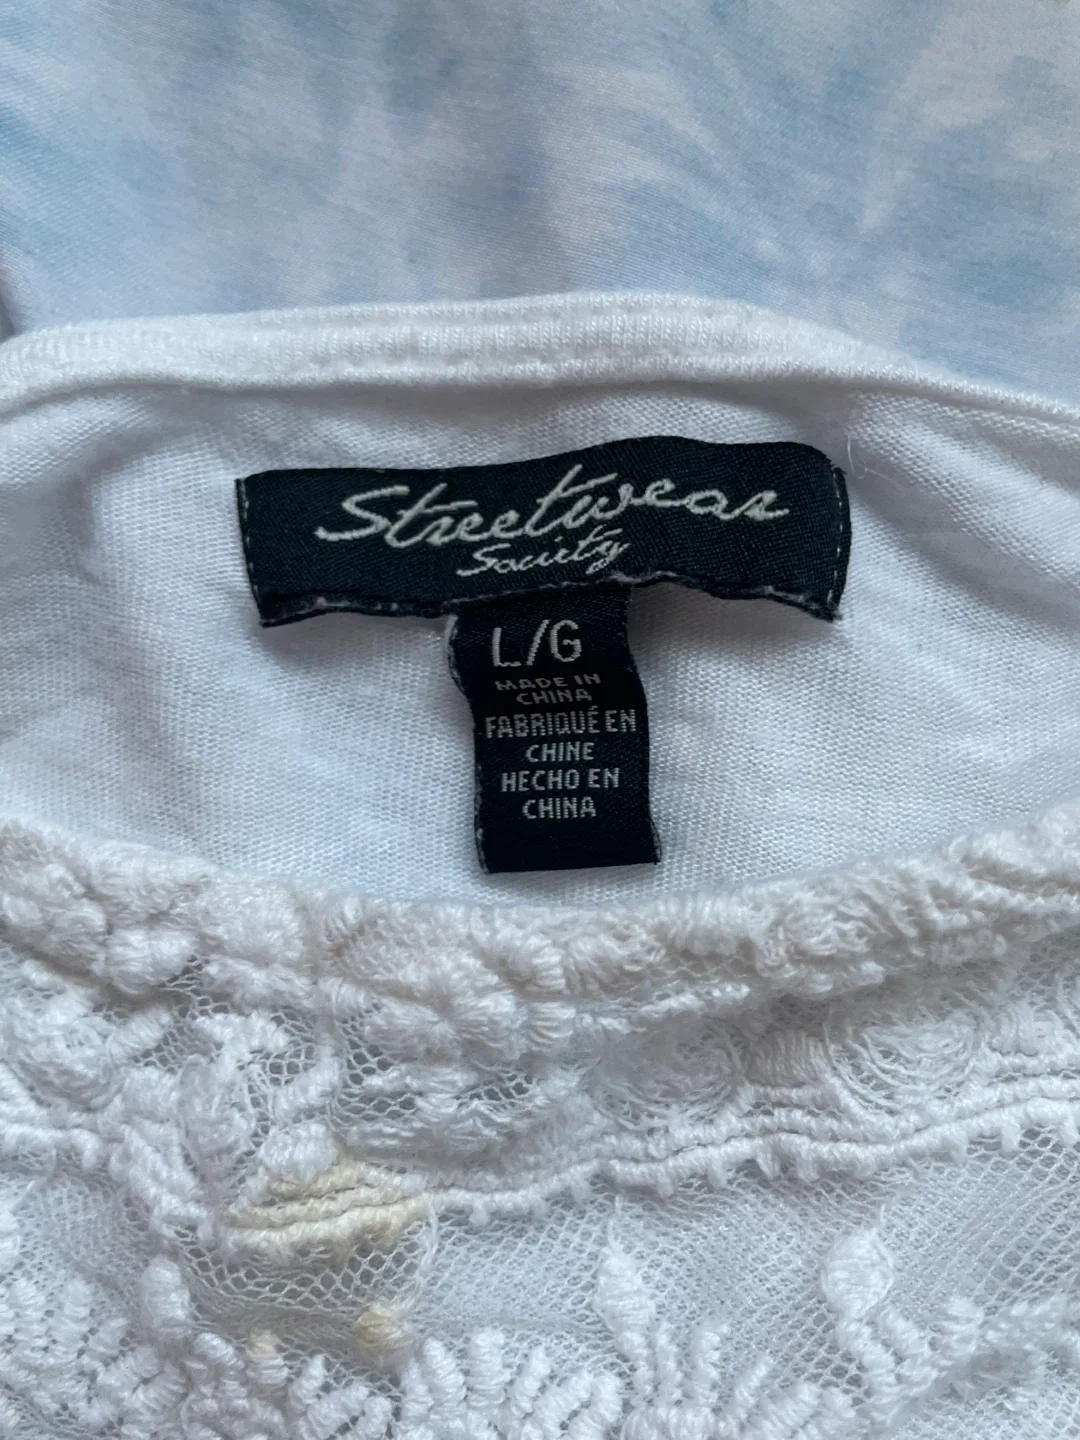 Streetwear
Society
L/G
MADE IN
CHINA
FABRIQUÉ EN
CHINE
HECHO EN
CHINA